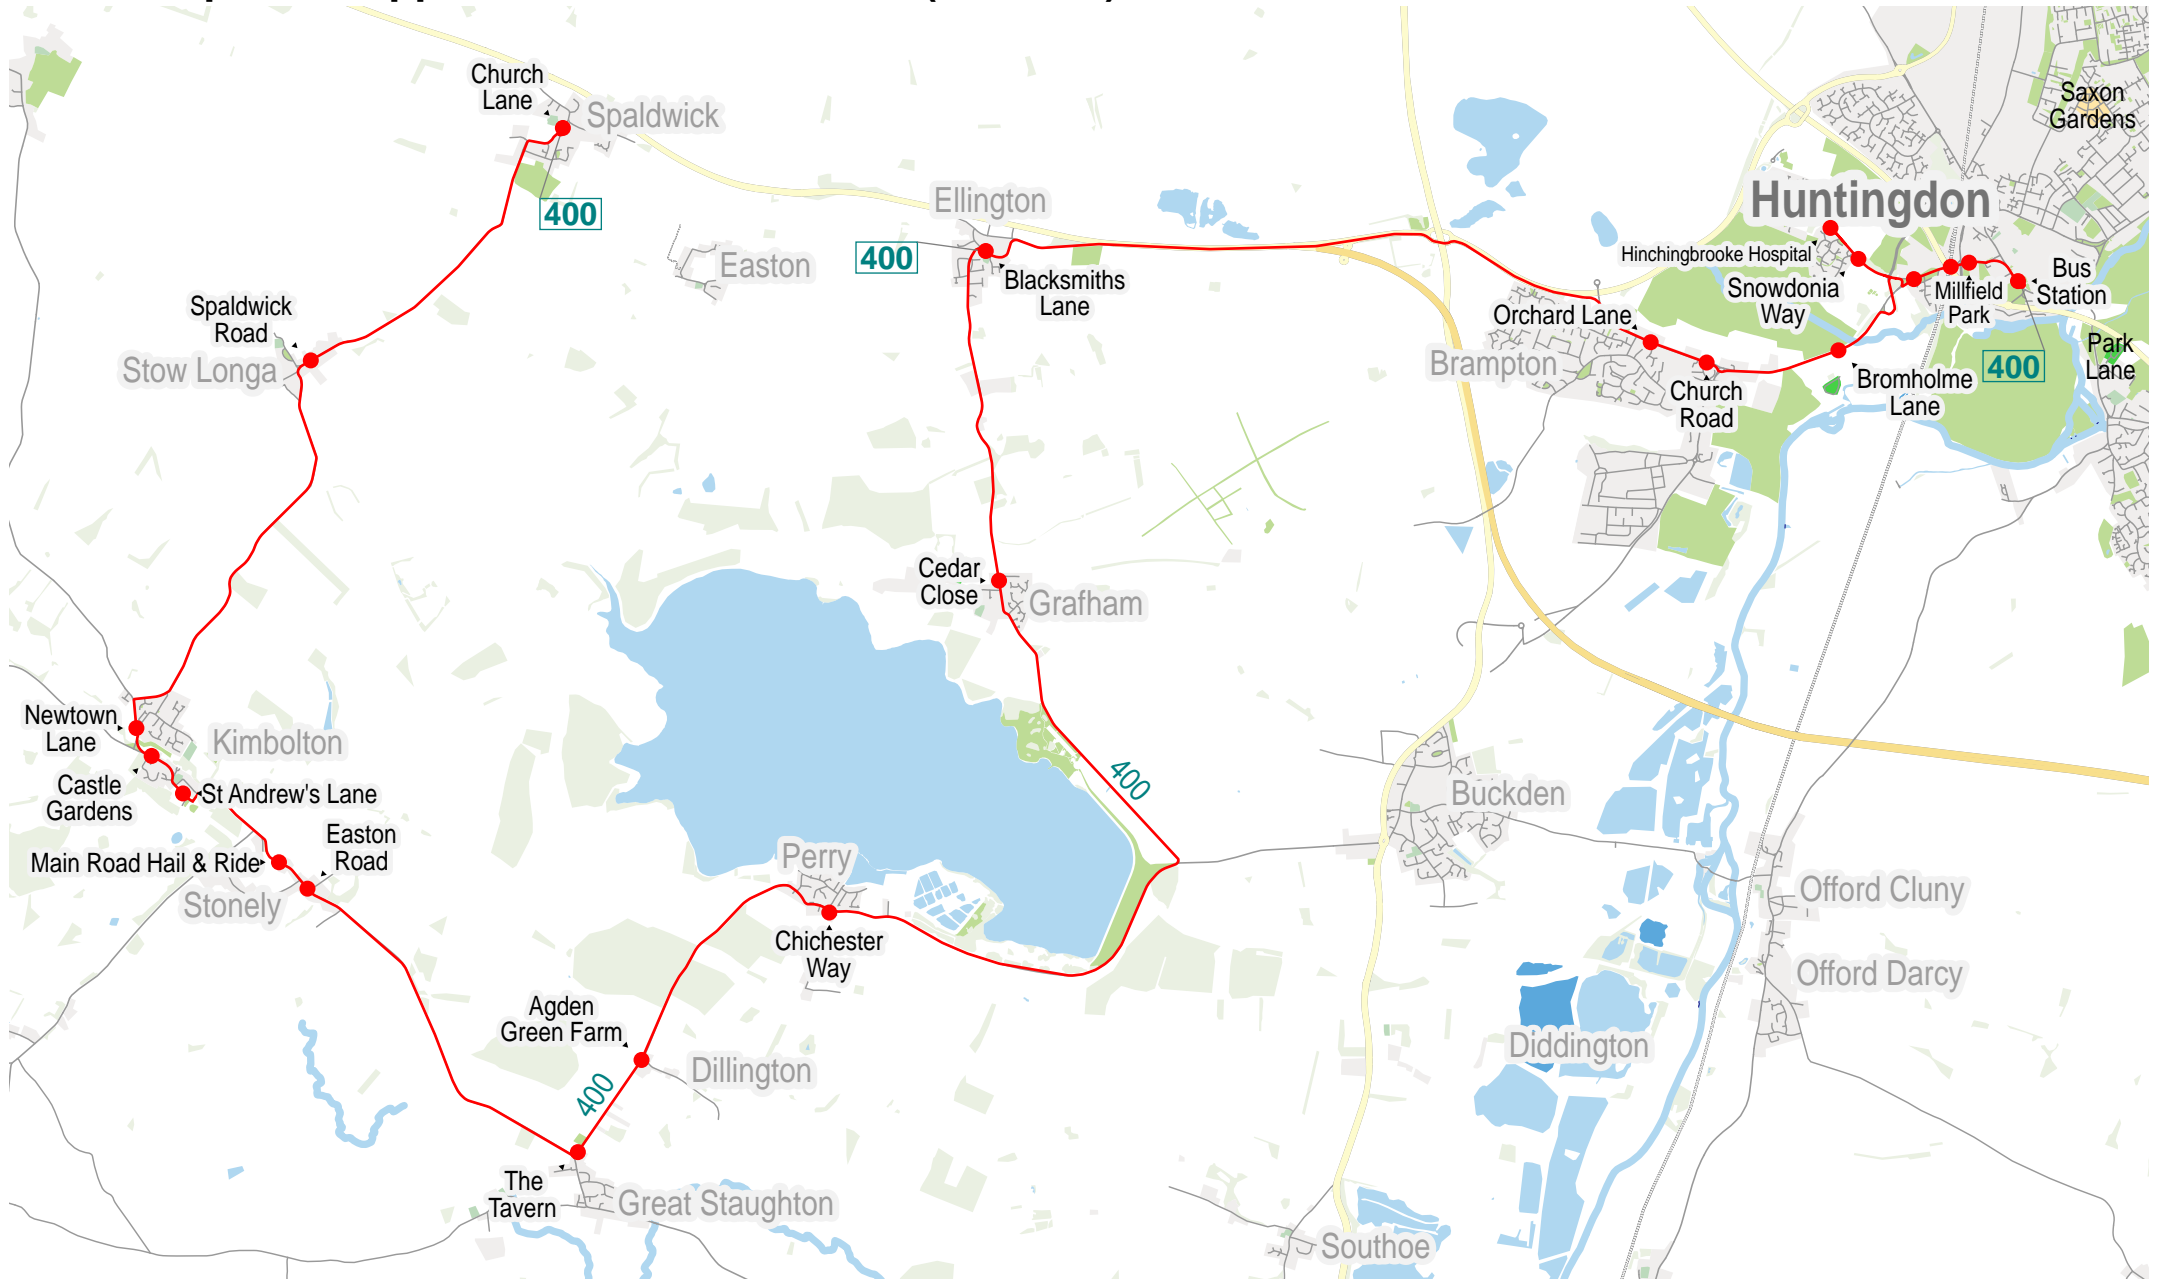 Church
Lane
Spaldwick
400
Saxon
Gardens
Huntingdon
Ellington
400
Blacksmiths
Lane
Easton
Hinchingbrooke Hospital
Snowdonia
Way
Millfield
Park
Bus
Station
Spaldwick
Road
Stow Longa
Orchard Lane
Brampton
Church
Road
Bromholme
Lane
400
Park
Lane
Cedar
Close
Grafham
Newtown
Lane
Kimbolton
Castle
Gardens
St Andrew's Lane
400
Buckden
Easton
Road
Main Road Hail & Ride
Stonely
Perry
Chichester
Way
Offord Cluny
Offord Darcy
Agden
Green Farm
Dillington
400
Diddington
The
Tavern
Great Staughton
Southoe